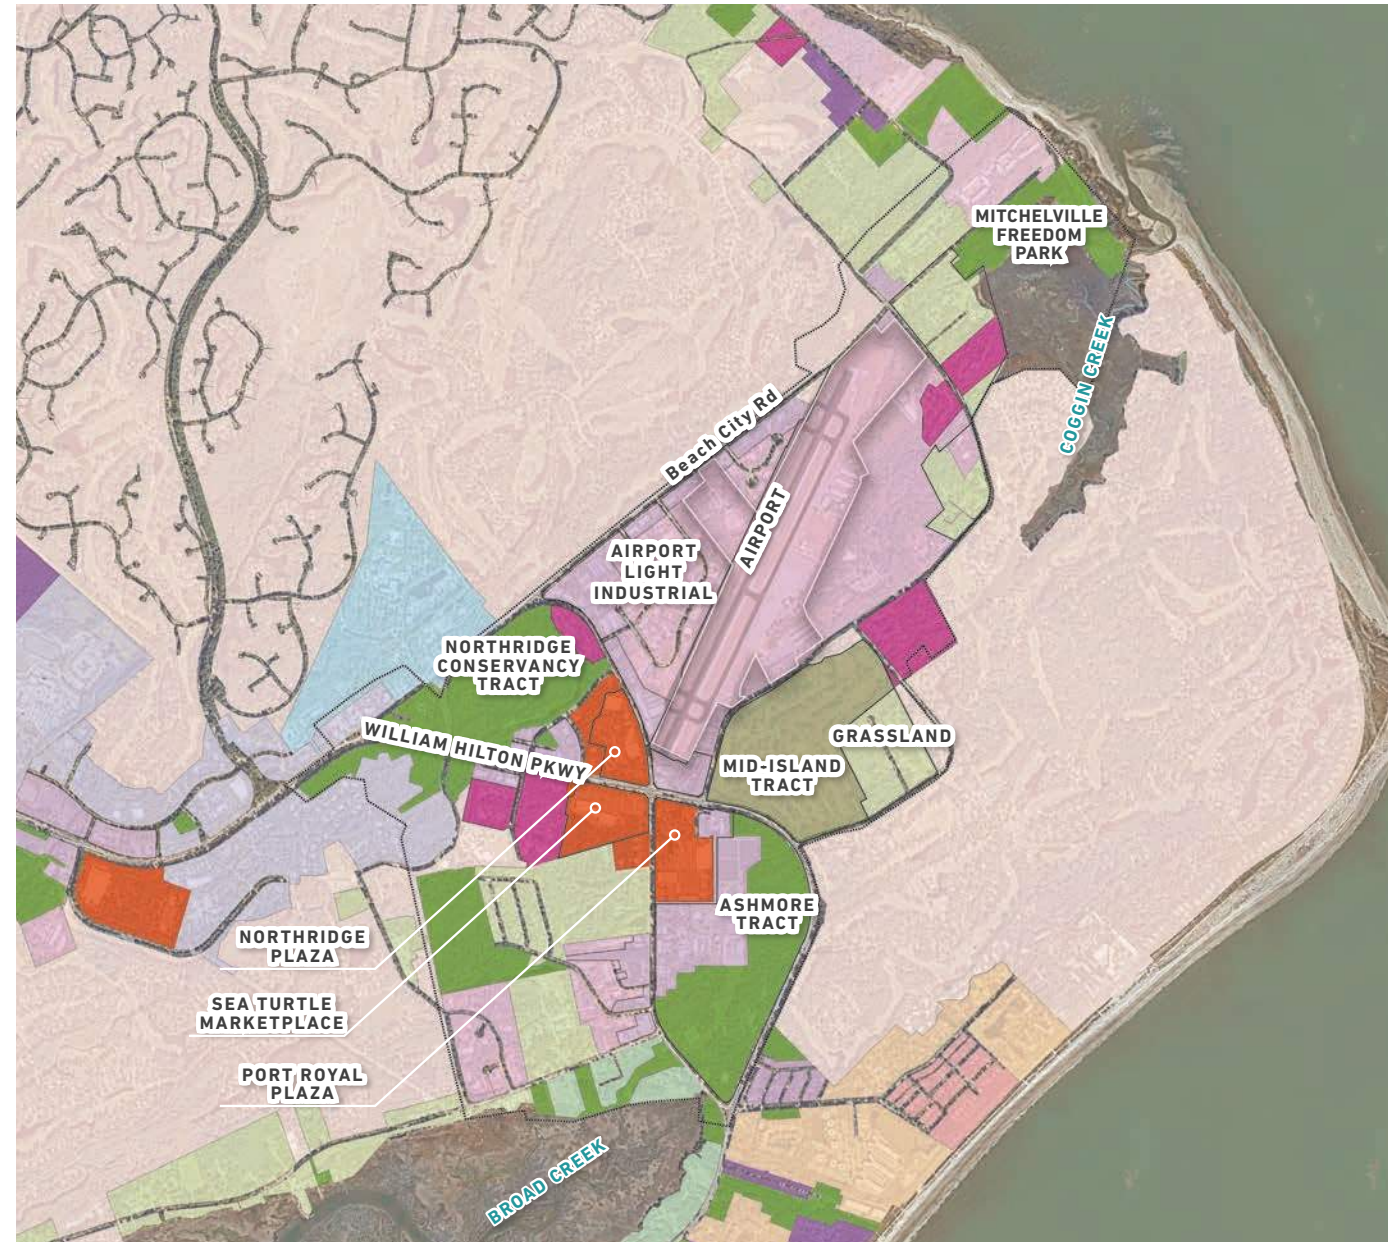 MITCHELVILLE
FREEDOM
PARK
COGGIN CREEK
Beach City Rd
AIRPORT
AIRPORT
LIGHT
INDUSTRIAL
NORTHRIDGE
CONSERVANCY
TRACT
WILLIAM HILTON PKWY
GRASSLAND
MID-ISLAND
TRACT
ASHMORE
TRACT
NORTHRIDGE
PLAZA
SEA TURTLE
MARKETPLACE
PORT ROYAL
PLAZA
BROAD CREEK